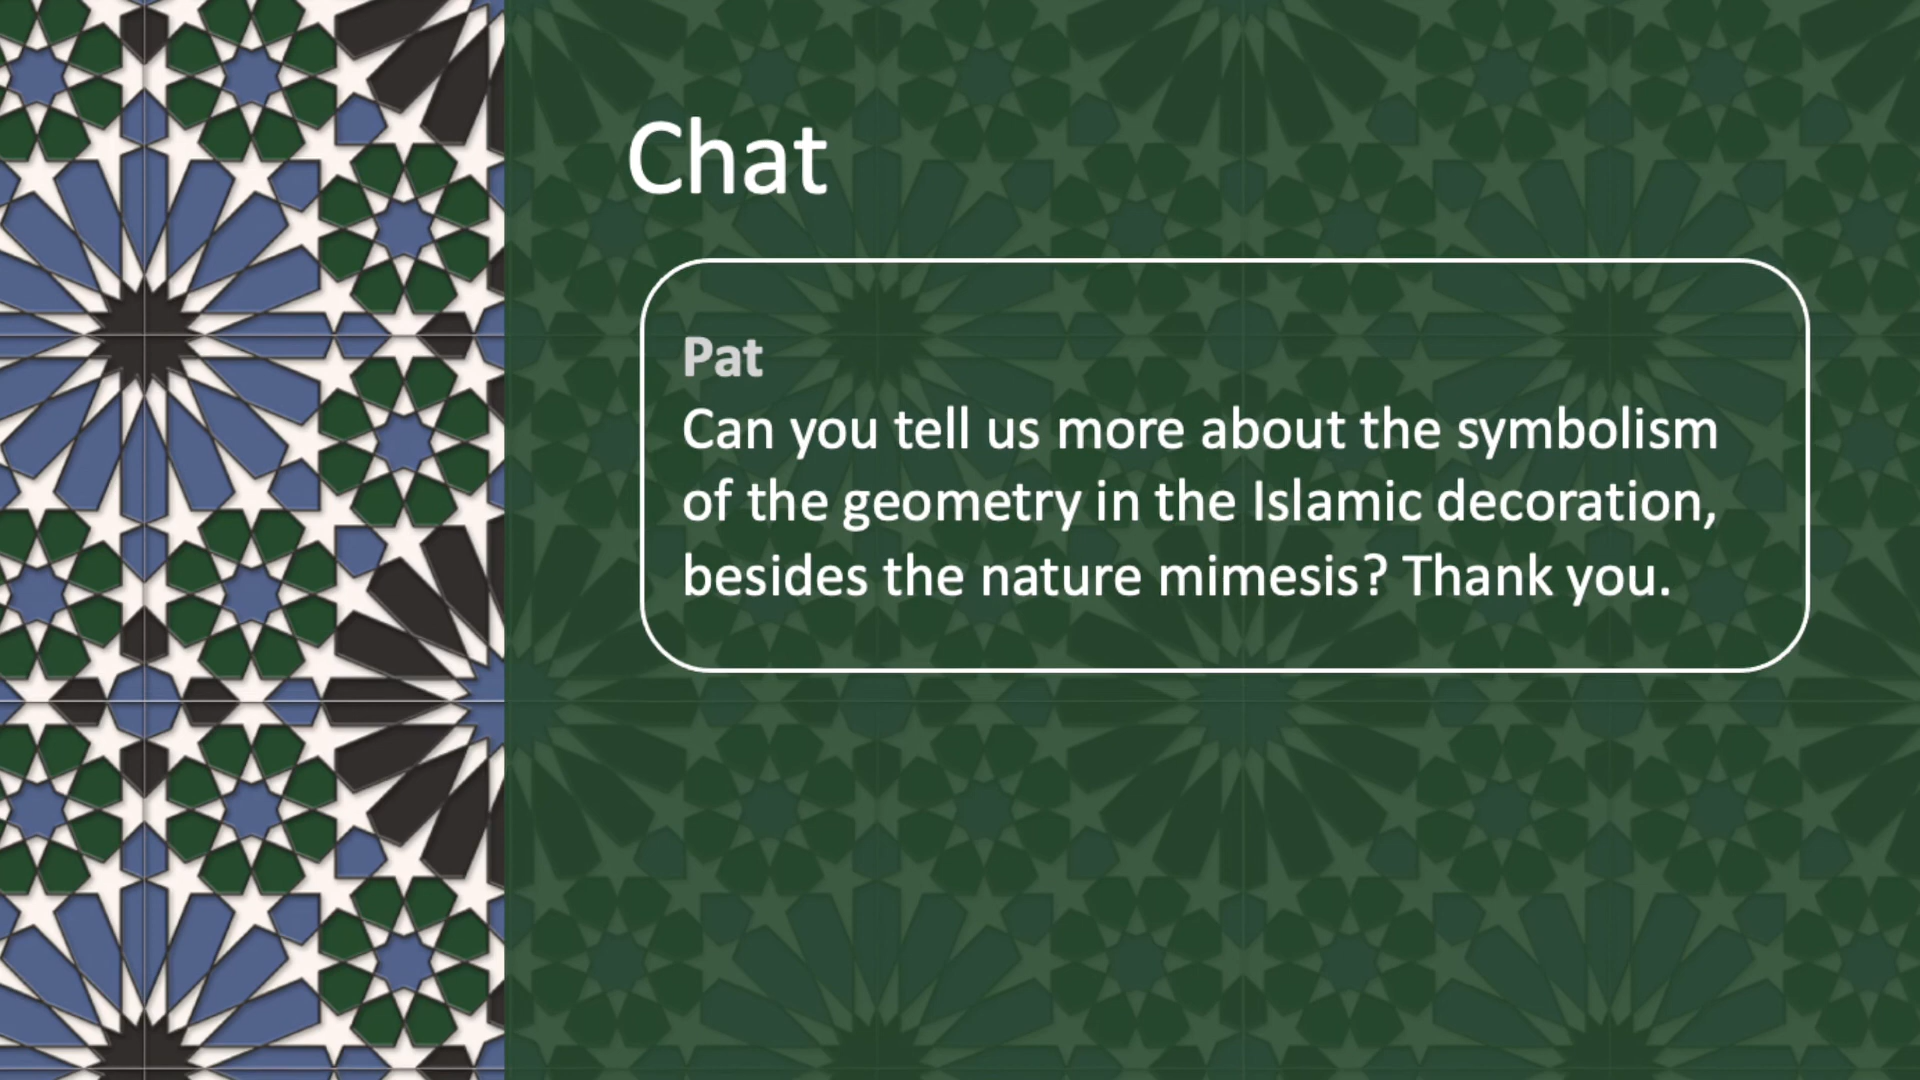 Chat
Pat
Can you tell us more about the symbolism
of the geometry in the Islamic decoration,
besides the nature mimesis? Thank you.